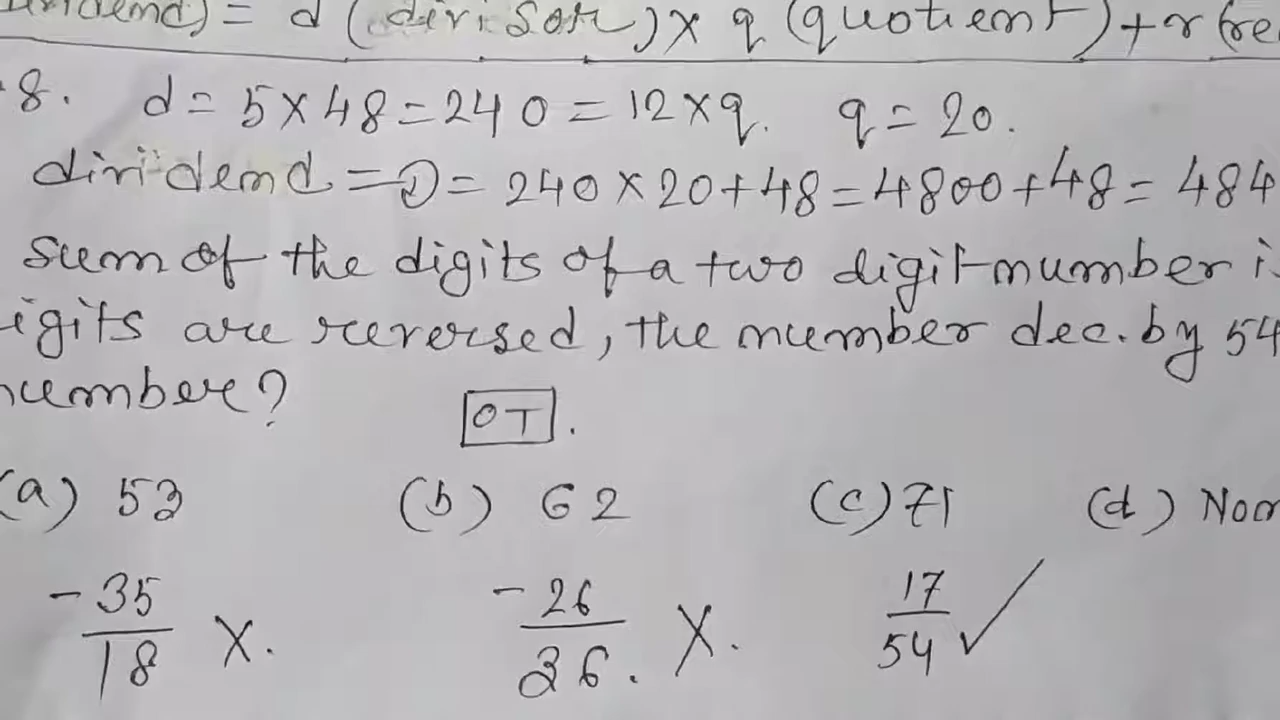 dend) = d (divisor) x q (quotient) + r (re
8. d = 5 x 48 = 240 = 12 x q. q = 20.
dividend = D = 240 x 20 + 48 = 4800 + 48 = 484
sum of the digits of a two digit number i
igits are reversed, the number dec. by 54
number?
OT.
(a) 53 (b) 62 (c) 71 (d) Non
- 35 - 26 17
18 X. 36. X. 54 ✓